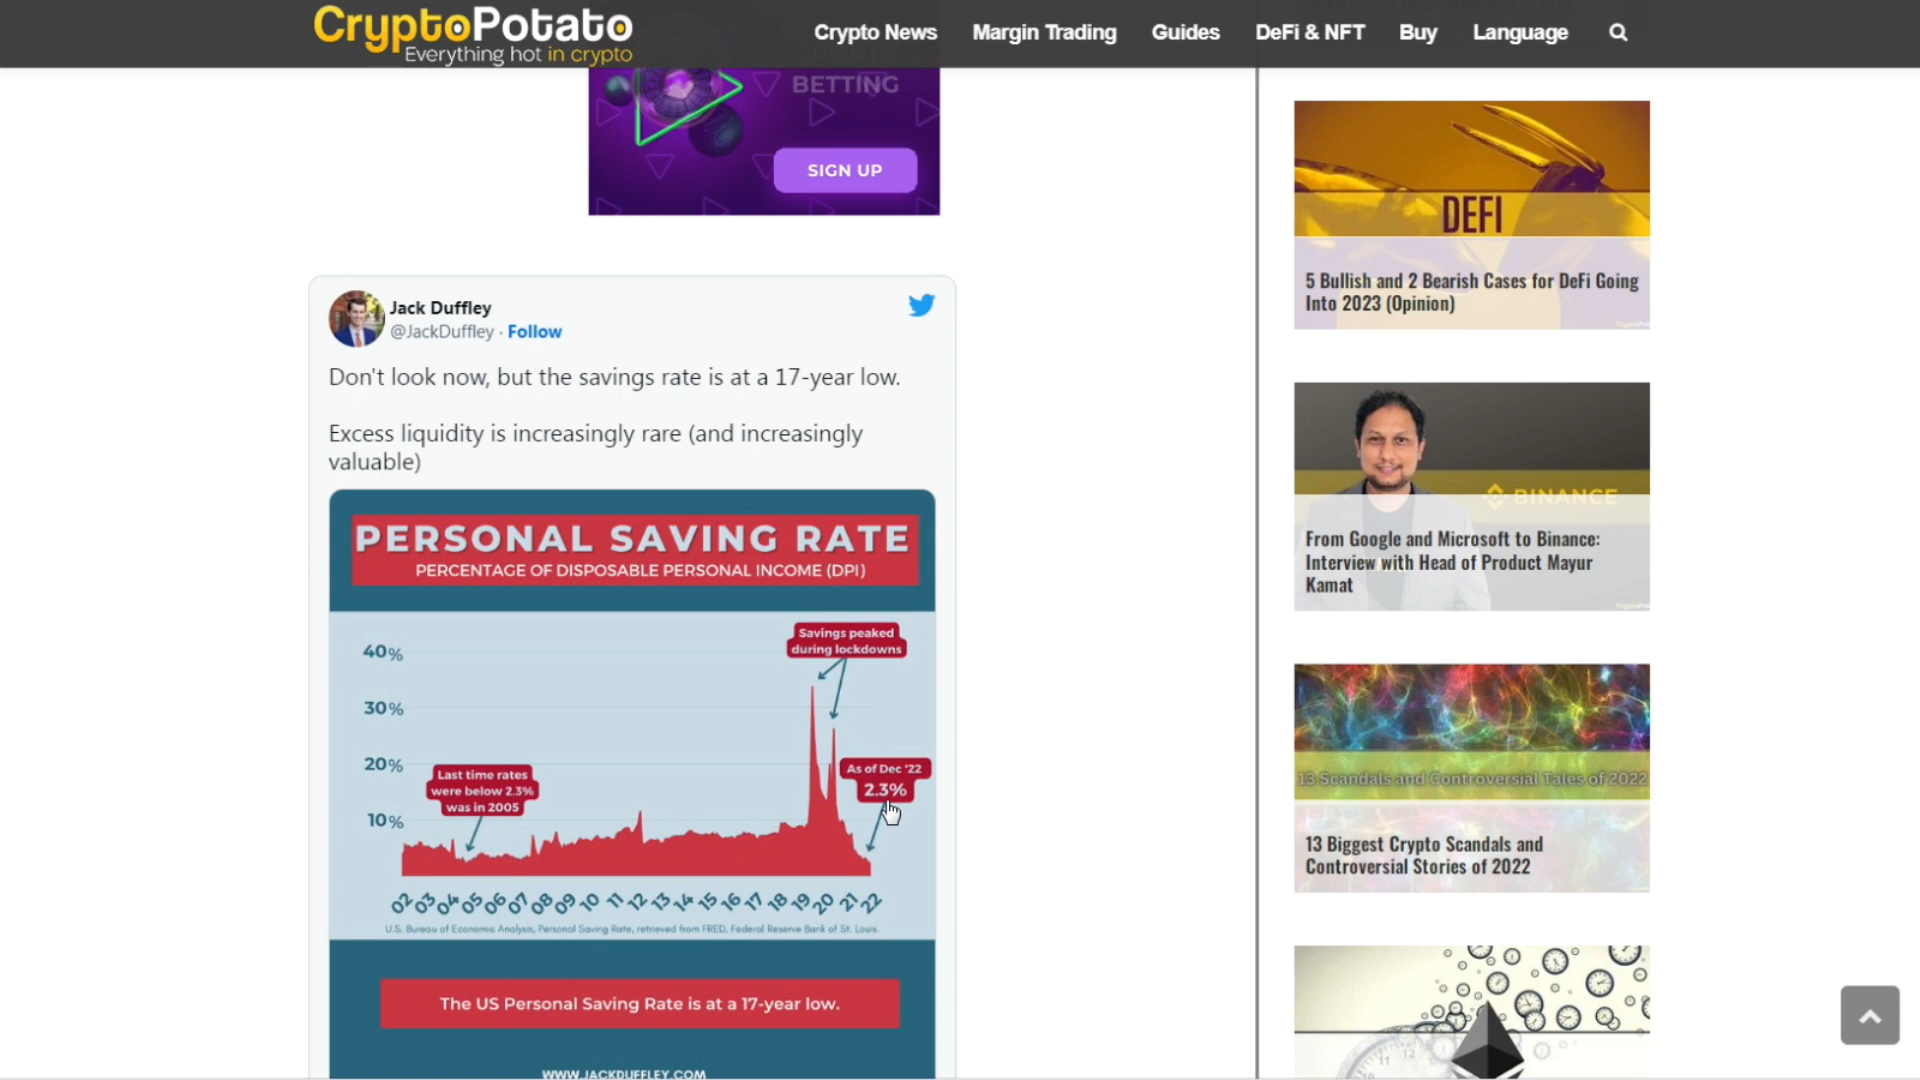 CryptoPotato
Everything hot in crypto
Crypto News
Margin Trading
Guides
DeFi & NFT
Buy
Language
BETTING
SIGN UP
Jack Duffley
@JackDuffley · Follow
Don't look now, but the savings rate is at a 17-year low.
Excess liquidity is increasingly rare (and increasingly
valuable)
PERSONAL SAVING RATE
PERCENTAGE OF DISPOSABLE PERSONAL INCOME (DPI)
Savings peaked
during lockdowns
40%
30%
20%
10%
Last time rates
were below 2.3%
was in 2005
As of Dec '22
2.3%
02 03 04 05 06 07 08 09 10 11 12 13 14 15 16 17 18 19 20 21 22
U.S. Bureau of Economic Analysis, Personal Saving Rate, retrieved from FRED, Federal Reserve Bank of St. Louis.
The US Personal Saving Rate is at a 17-year low.
WWW.JACKDUFFLEY.COM
DEFI
5 Bullish and 2 Bearish Cases for DeFi Going
Into 2023 (Opinion)
BINANCE
From Google and Microsoft to Binance:
Interview with Head of Product Mayur
Kamat
13 Scandals and Controversial Tales of 2022
13 Biggest Crypto Scandals and
Controversial Stories of 2022